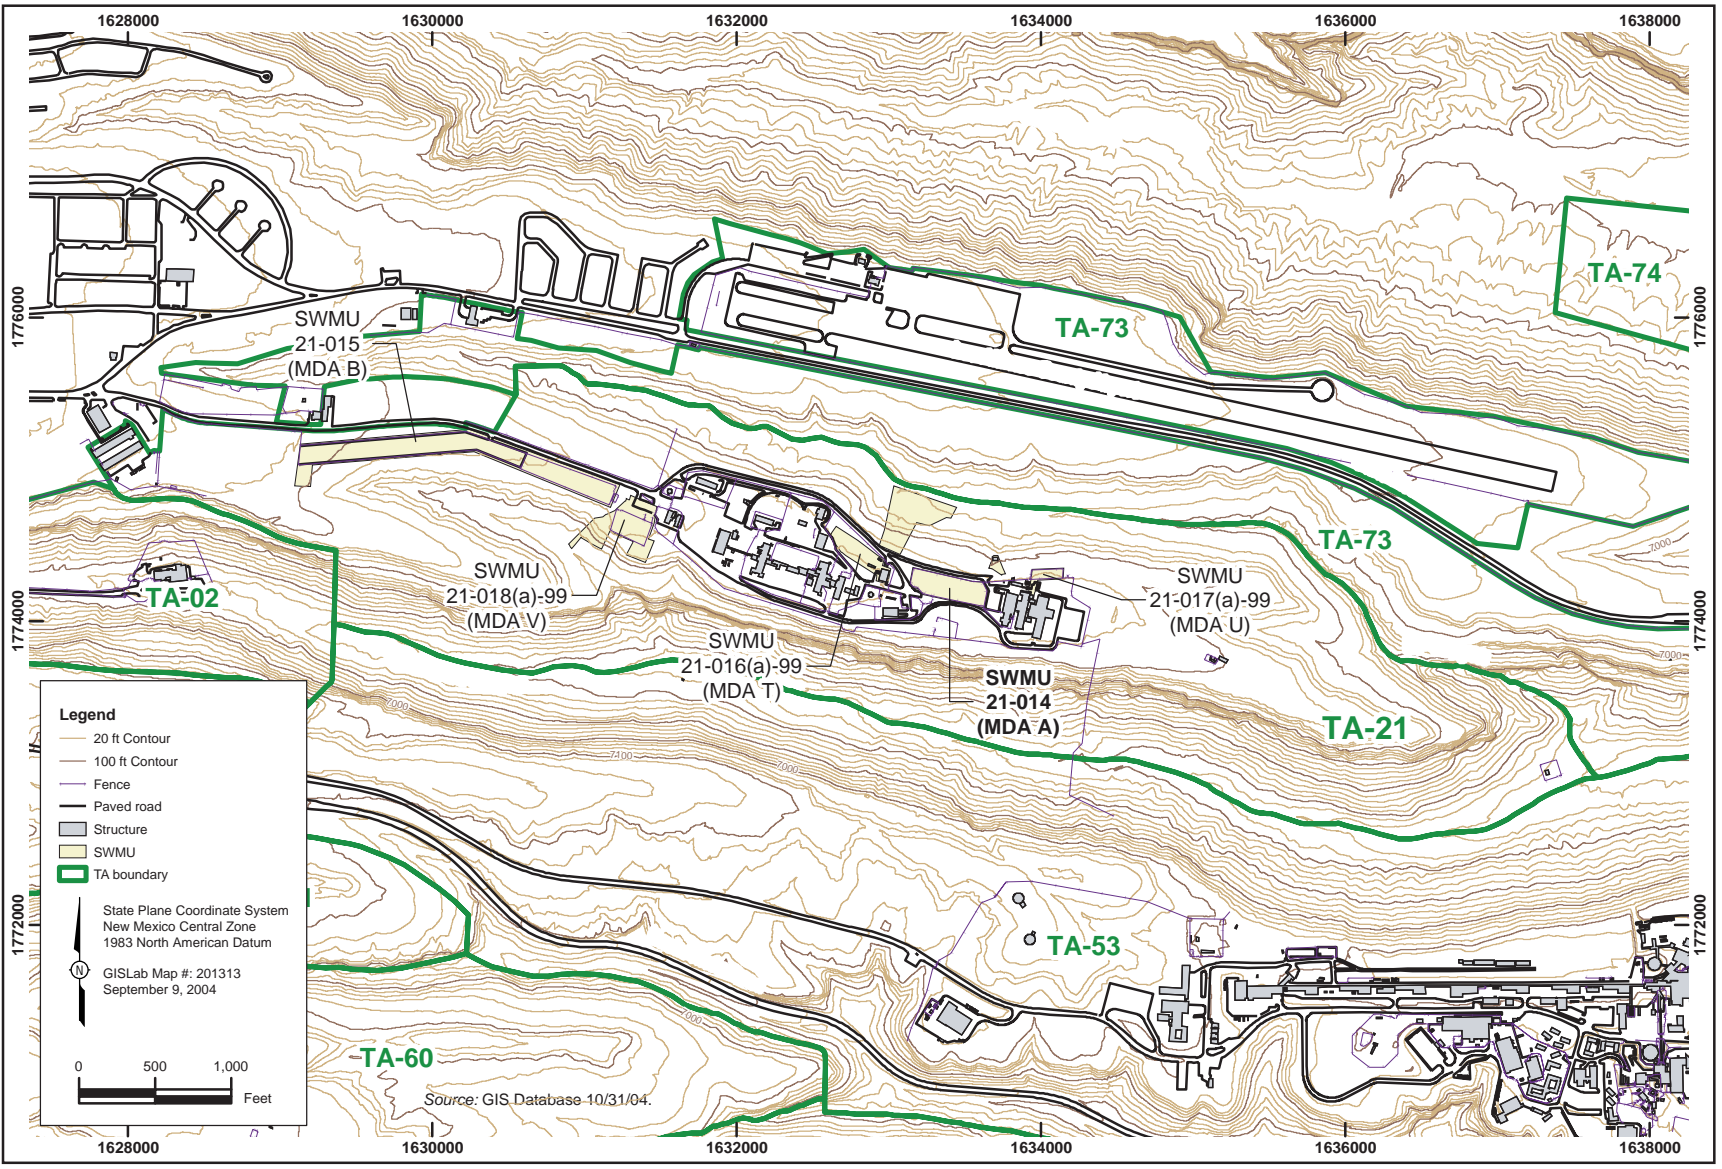 1628000 1630000 1632000 1634000 1636000 1638000
1776000
1776000
TA-74
TA-73
SWMU
21-015
(MDA B)
TA-73
7000
SWMU
21-018(a)-99
(MDA V)
SWMU
21-017(a)-99
(MDA U)
TA-02
1774000
1774000
SWMU
21-016(a)-99
(MDA T)
SWMU
21-014
(MDA A)
7000
TA-21
7000
7100
7000
Legend
20 ft Contour
100 ft Contour
Fence
Paved road
Structure
SWMU
TA boundary
State Plane Coordinate System
New Mexico Central Zone
1983 North American Datum
N
GISLab Map #: 201313
September 9, 2004
0 500 1,000
Feet
1772000
1772000
TA-53
7000
TA-60
Source: GIS Database 10/31/04.
1628000 1630000 1632000 1634000 1636000 1638000